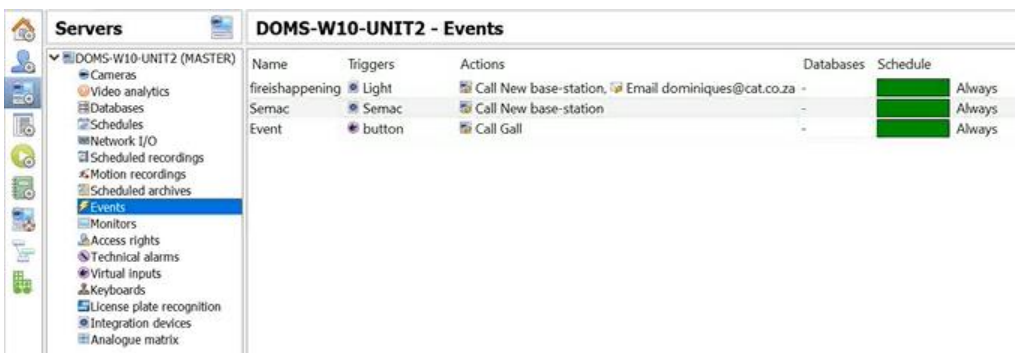 Servers
DOMS-W10-UNIT2 - Events
DOMS-W10-UNIT2 (MASTER)
Cameras
Video analytics
Databases
Schedules
Network I/O
Scheduled recordings
Motion recordings
Scheduled archives
Events
Monitors
Access rights
Technical alarms
Virtual inputs
Keyboards
License plate recognition
Integration devices
Analogue matrix
Name Triggers Actions Databases Schedule
fireishappening Light Call New base-station, Email dominiques@cat.co.za - Always
Semac Semac Call New base-station - Always
Event button Call Gall - Always